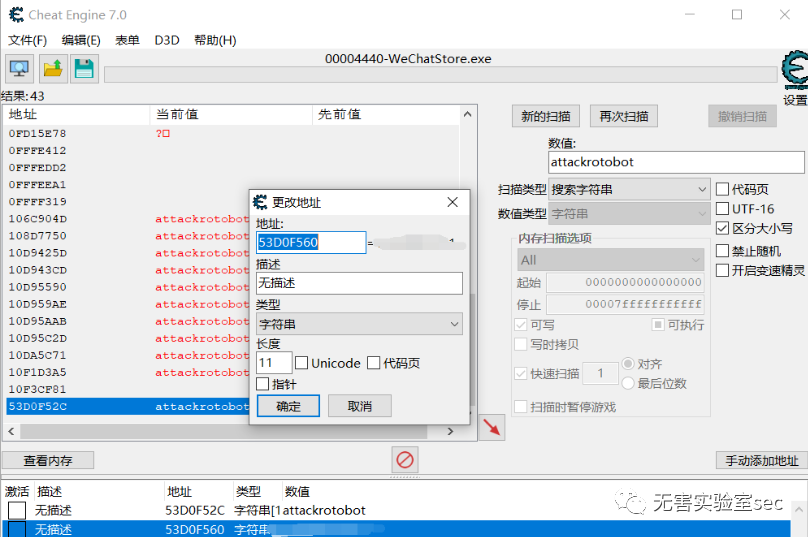 Cheat Engine 7.0
文件(F) 编辑(E) 表单 D3D 帮助(H)
00004440-WeChatStore.exe
设置
结果:43
地址 当前值 先前值
0FD15E78 ?□
0FFFE412
0FFFEDD2
0FFFEEA1
0FFFF319
106C904D attackrotobot
108D7750 attackrotobot
10D9425D attackrotobot
10D943CD attackrotobot
10D95590 attackrotobot
10D959AE attackrotobot
10D95AAB attackrotobot
10D95C2D attackrotobot
10DA5C71 attackrotobot
10F1D3A5 attackrotobot
10F3CF81
53D0F52C attackrotobot
更改地址
地址:
53D0F560 =
描述
无描述
类型
字符串
长度
11 Unicode 代码页
指针
确定 取消
新的扫描 再次扫描 撤销扫描
数值:
attackrotobot
扫描类型 搜索字符串 代码页
数值类型 字符串 UTF-16
区分大小写
内存扫描选项
All
禁止随机
开启变速精灵
起始 0000000000000000
停止 00007fffffffffff
可写 可执行
写时拷贝
快速扫描 1 对齐
最后位数
扫描时暂停游戏
查看内存 手动添加地址
激活 描述 地址 类型 数值
无描述 53D0F52C 字符串[1 attackrotobot
无描述 53D0F560 字符串
无害实验室sec